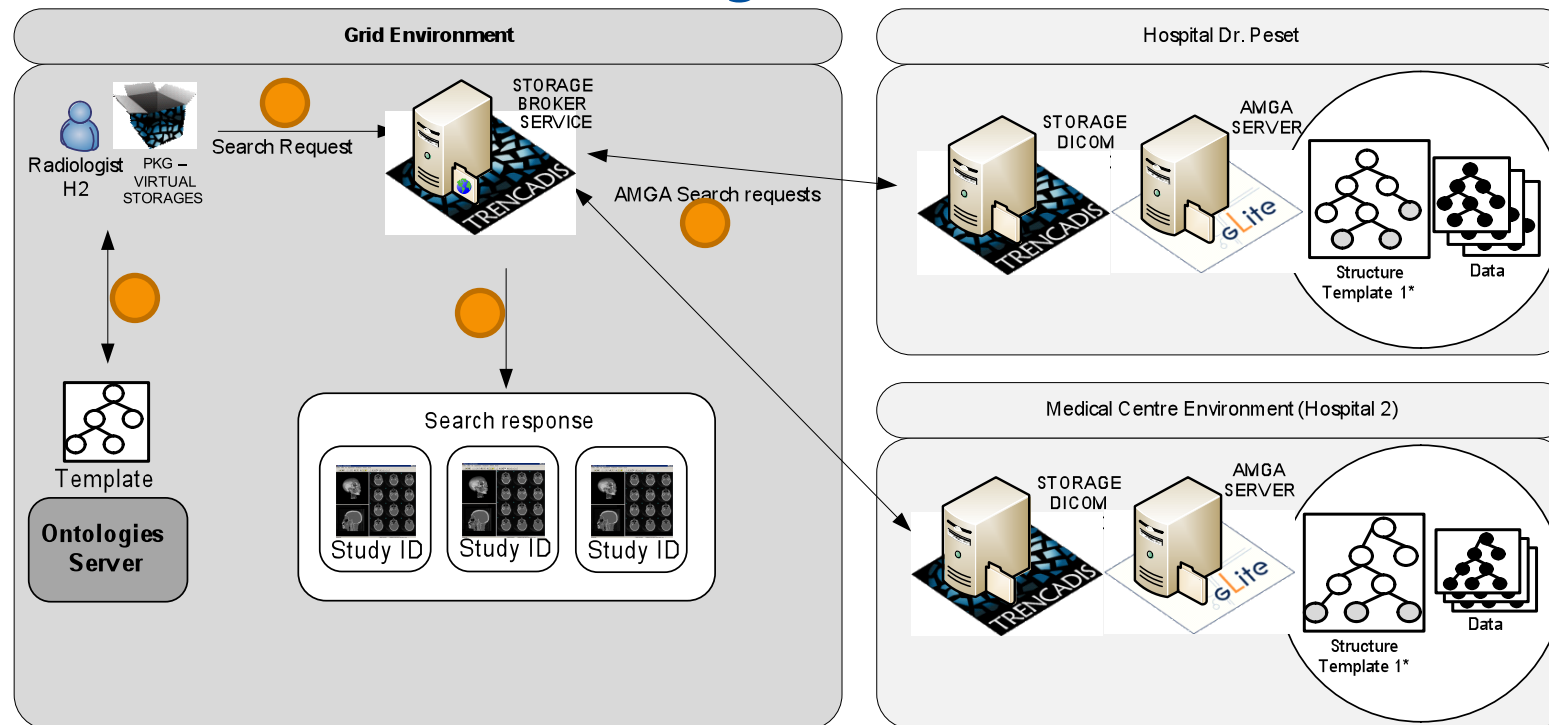 Grid Environment
Radiologist
H2
PKG –
VIRTUAL
STORAGES
Search Request
STORAGE
BROKER
SERVICE
TRENCADIS
AMGA Search requests
Template
Ontologies
Server
Search response
Study ID
Study ID
Study ID
Hospital Dr. Peset
STORAGE
DICOM
TRENCADIS
AMGA
SERVER
gLite
Structure
Template 1*
Data
Medical Centre Environment (Hospital 2)
STORAGE
DICOM
TRENCADIS
AMGA
SERVER
gLite
Structure
Template 1*
Data